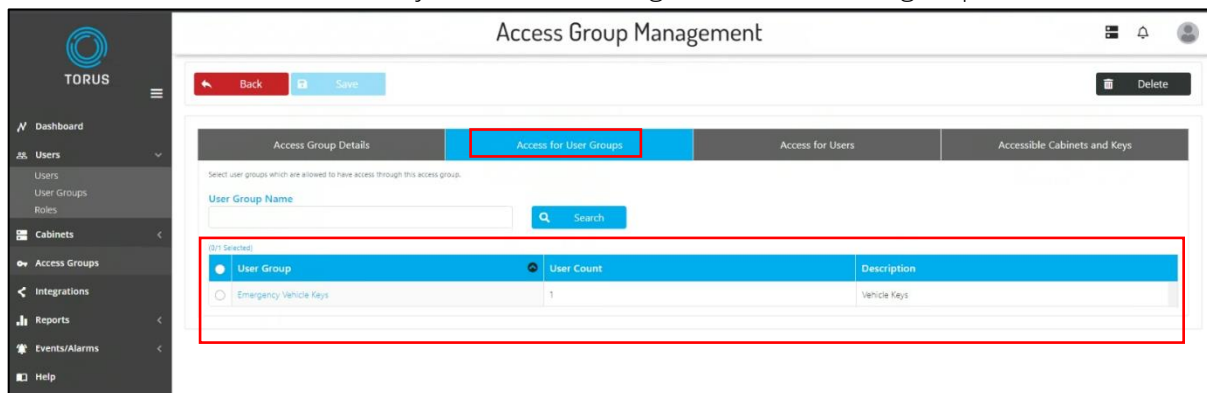 Access Group Management
TORUS
Back
Save
Delete
Dashboard
Users
Users
User Groups
Roles
Cabinets
Access Groups
Integrations
Reports
Events/Alarms
Help
Access Group Details
Access for User Groups
Access for Users
Accessible Cabinets and Keys
Select user groups which are allowed to have access through this access group.
User Group Name
Search
(0/1 Selected)
User Group
User Count
Description
Emergency Vehicle Keys
1
Vehicle Keys